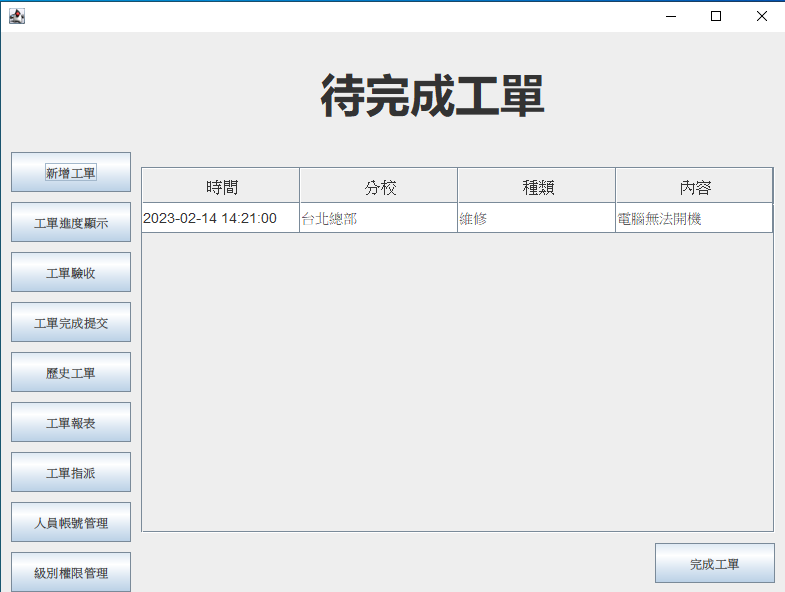 待完成工單
新增工單
工單進度顯示
工單驗收
工單完成提交
歷史工單
工單報表
工單指派
人員帳號管理
級別權限管理
時間 分校 種類 內容
2023-02-14 14:21:00 台北總部 維修 電腦無法開機
完成工單